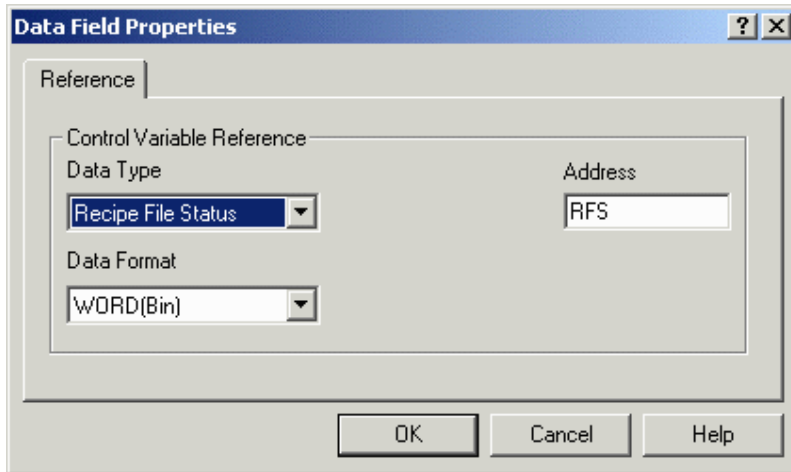 Data Field Properties
Reference
Control Variable Reference
Data Type
Address
Recipe File Status
RFS
Data Format
WORD(Bin)
OK
Cancel
Help